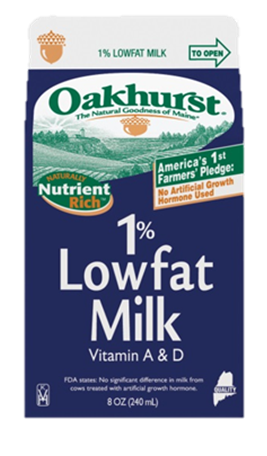 1% LOWFAT MILK
TO OPEN
Oakhurst®
The Natural Goodness of Maine®
America's 1st
Farmers' Pledge:
No Artificial Growth
Hormone Used
NATURALLY
Nutrient
Rich™
1%
Lowfat
Milk
Vitamin A & D
FDA states: No significant difference in milk from
cows treated with artificial growth hormone.
8 OZ (240 mL)
QUALITY